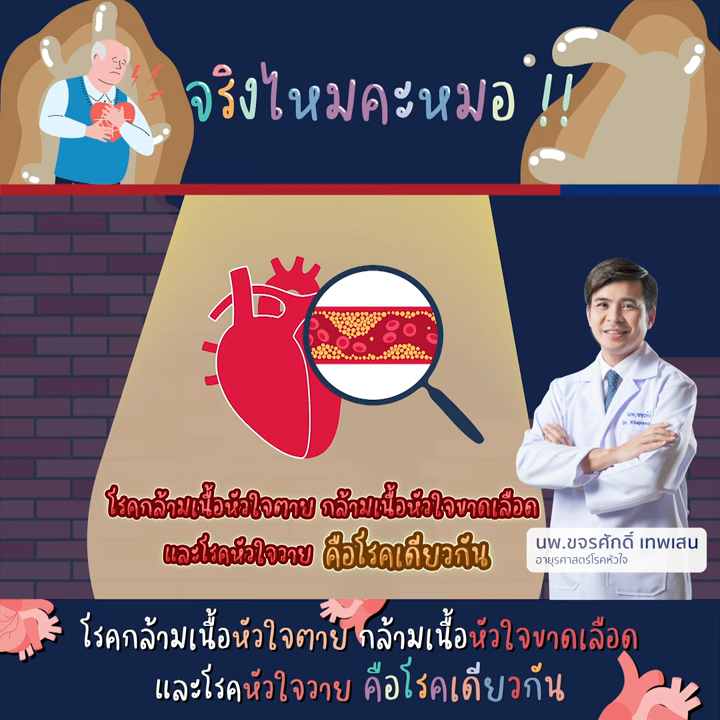 จริงไหมคะหมอ !!
โรคกล้ามเนื้อหัวใจตาย กล้ามเนื้อหัวใจขาดเลือด
และโรคหัวใจวาย คือโรคเดียวกัน
นพ.ขจรศักดิ์ เทพเสน
อายุรศาสตร์โรคหัวใจ
โรคกล้ามเนื้อหัวใจตาย กล้ามเนื้อหัวใจขาดเลือด
และโรคหัวใจวาย คือโรคเดียวกัน